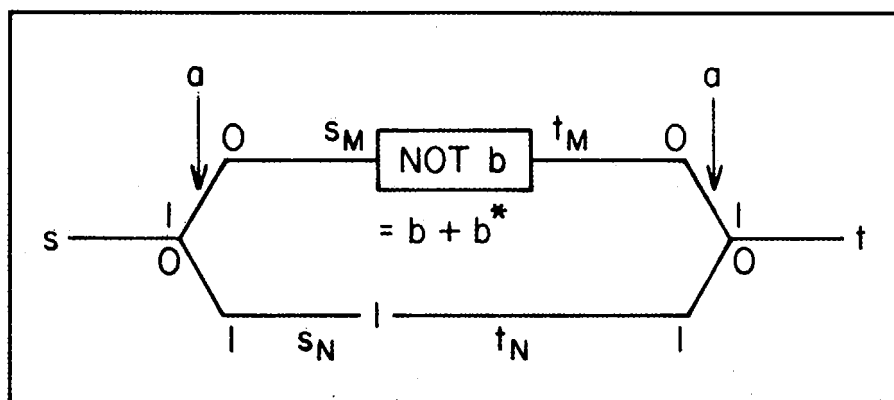 a a
O s_M NOT b t_M O
= b + b*
s I O I O t
I s_N I t_N I